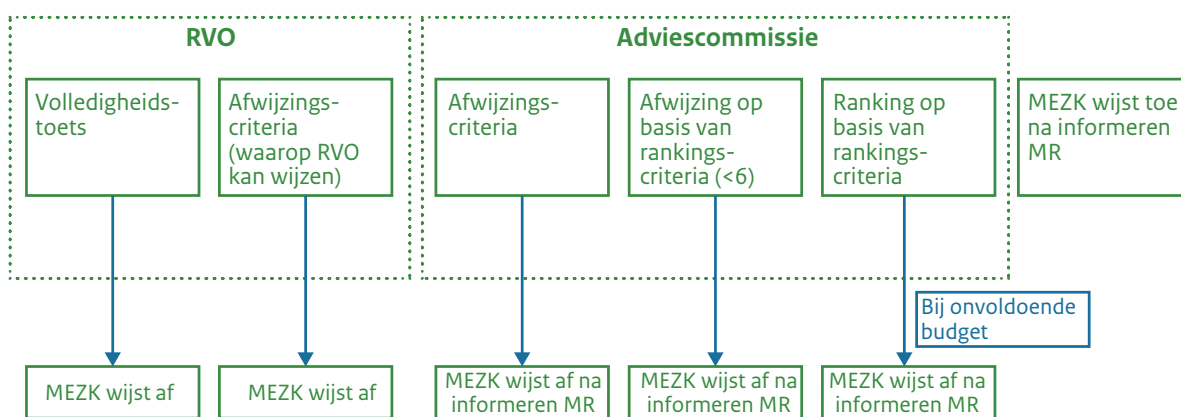 RVO
Adviescommissie
Volledigheids-
toets
Afwijzings-
criteria
(waarop RVO
kan wijzen)
Afwijzings-
criteria
Afwijzing op
basis van
rankings-
criteria (<6)
Ranking op
basis van
rankings-
criteria
MEZK wijst toe
na informeren
MR
Bij onvoldoende
budget
MEZK wijst af
MEZK wijst af
MEZK wijst af na
informeren MR
MEZK wijst af na
informeren MR
MEZK wijst af na
informeren MR